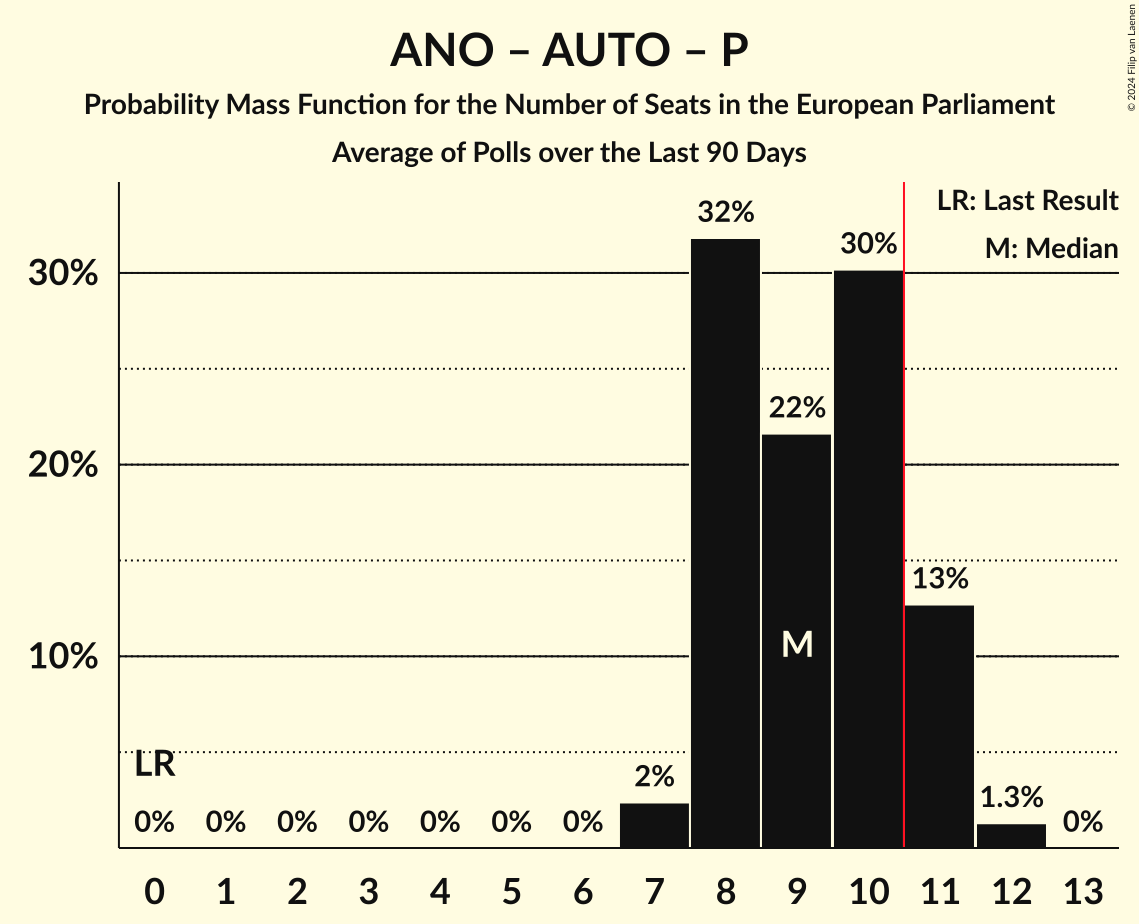 ANO – AUTO – P
Probability Mass Function for the Number of Seats in the European Parliament
Average of Polls over the Last 90 Days
© 2024 Filip van Laenen
LR: Last Result
M: Median
30%
20%
10%
32%
30%
22%
13%
M
LR
2%
1.3%
0% 0% 0% 0% 0% 0% 0% 0%
0 1 2 3 4 5 6 7 8 9 10 11 12 13